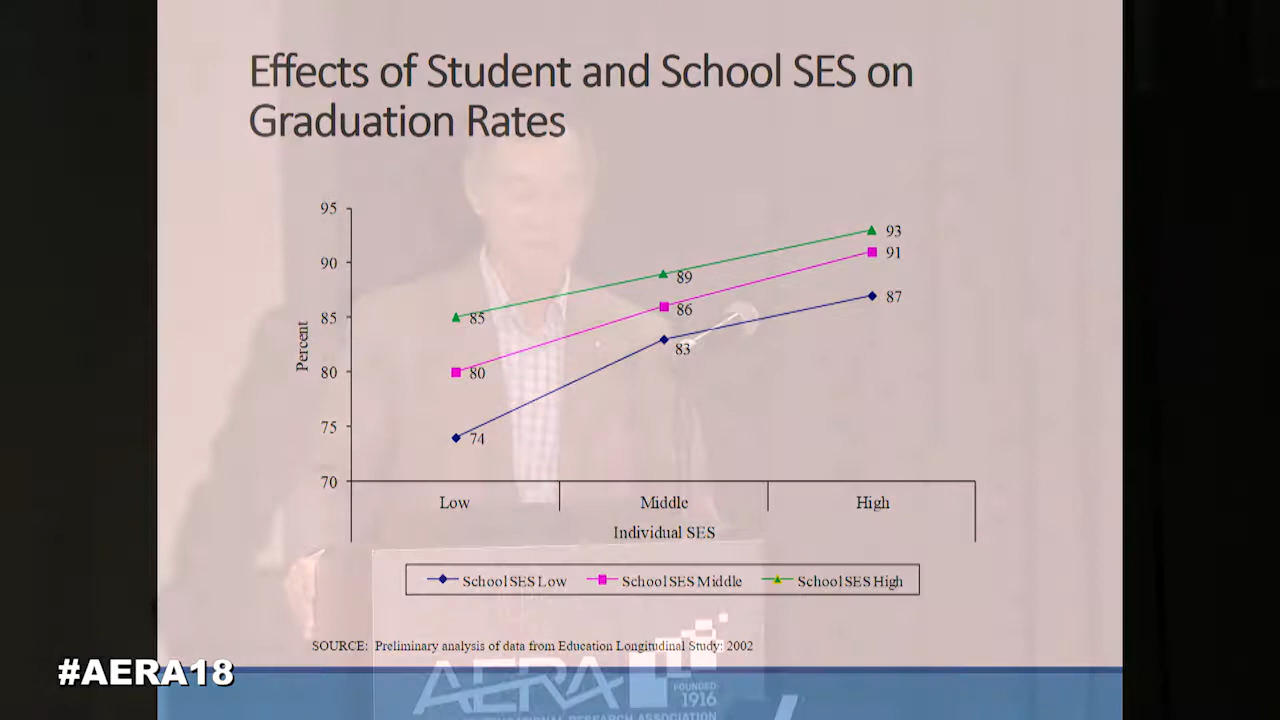 Effects of Student and School SES on
Graduation Rates
95
90
85
80
75
70
Percent
93
91
89
87
85
86
83
80
74
Low
Middle
High
Individual SES
School SES Low
School SES Middle
School SES High
SOURCE: Preliminary analysis of data from Education Longitudinal Study: 2002
#AERA18
AERA
FOUNDED
1916
RESEARCH ASSOCIATION